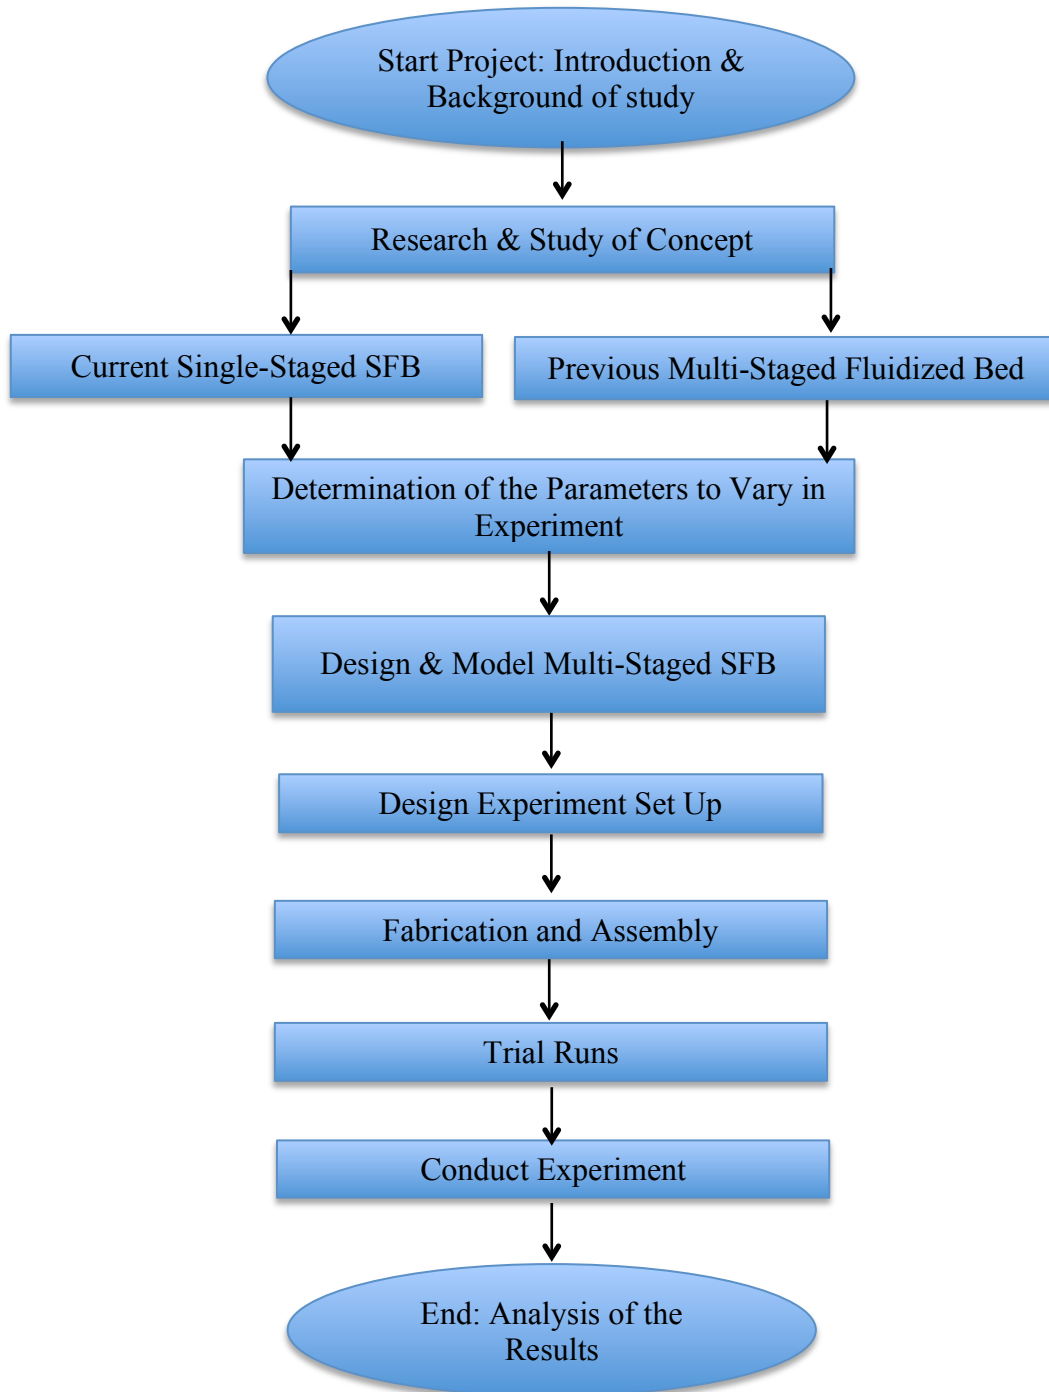 Start Project: Introduction &
Background of study
Research & Study of Concept
Current Single-Staged SFB
Previous Multi-Staged Fluidized Bed
Determination of the Parameters to Vary in
Experiment
Design & Model Multi-Staged SFB
Design Experiment Set Up
Fabrication and Assembly
Trial Runs
Conduct Experiment
End: Analysis of the
Results